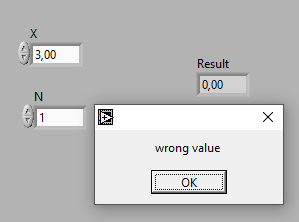 X
3,00
Result
0,00
N
1
wrong value
OK